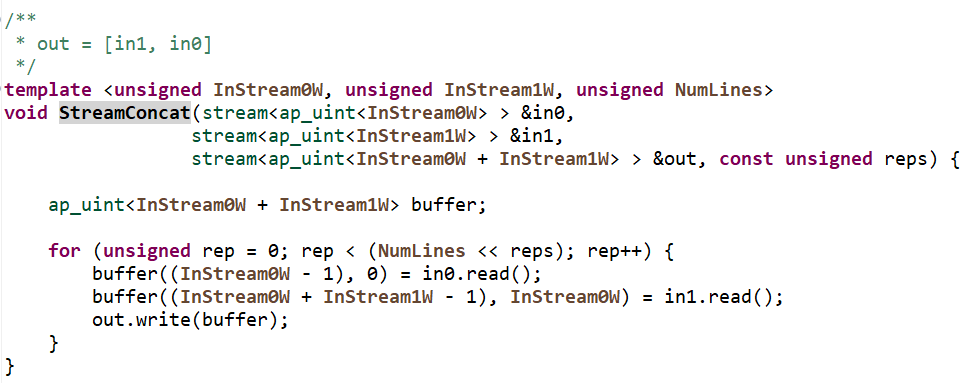 /**
 * out = [in1, in0]
 */
template <unsigned InStream0W, unsigned InStream1W, unsigned NumLines>
void StreamConcat(stream<ap_uint<InStream0W> > &in0,
                  stream<ap_uint<InStream1W> > &in1,
                  stream<ap_uint<InStream0W + InStream1W> > &out, const unsigned reps) {

    ap_uint<InStream0W + InStream1W> buffer;

    for (unsigned rep = 0; rep < (NumLines << reps); rep++) {
        buffer((InStream0W - 1), 0) = in0.read();
        buffer((InStream0W + InStream1W - 1), InStream0W) = in1.read();
        out.write(buffer);
    }
}